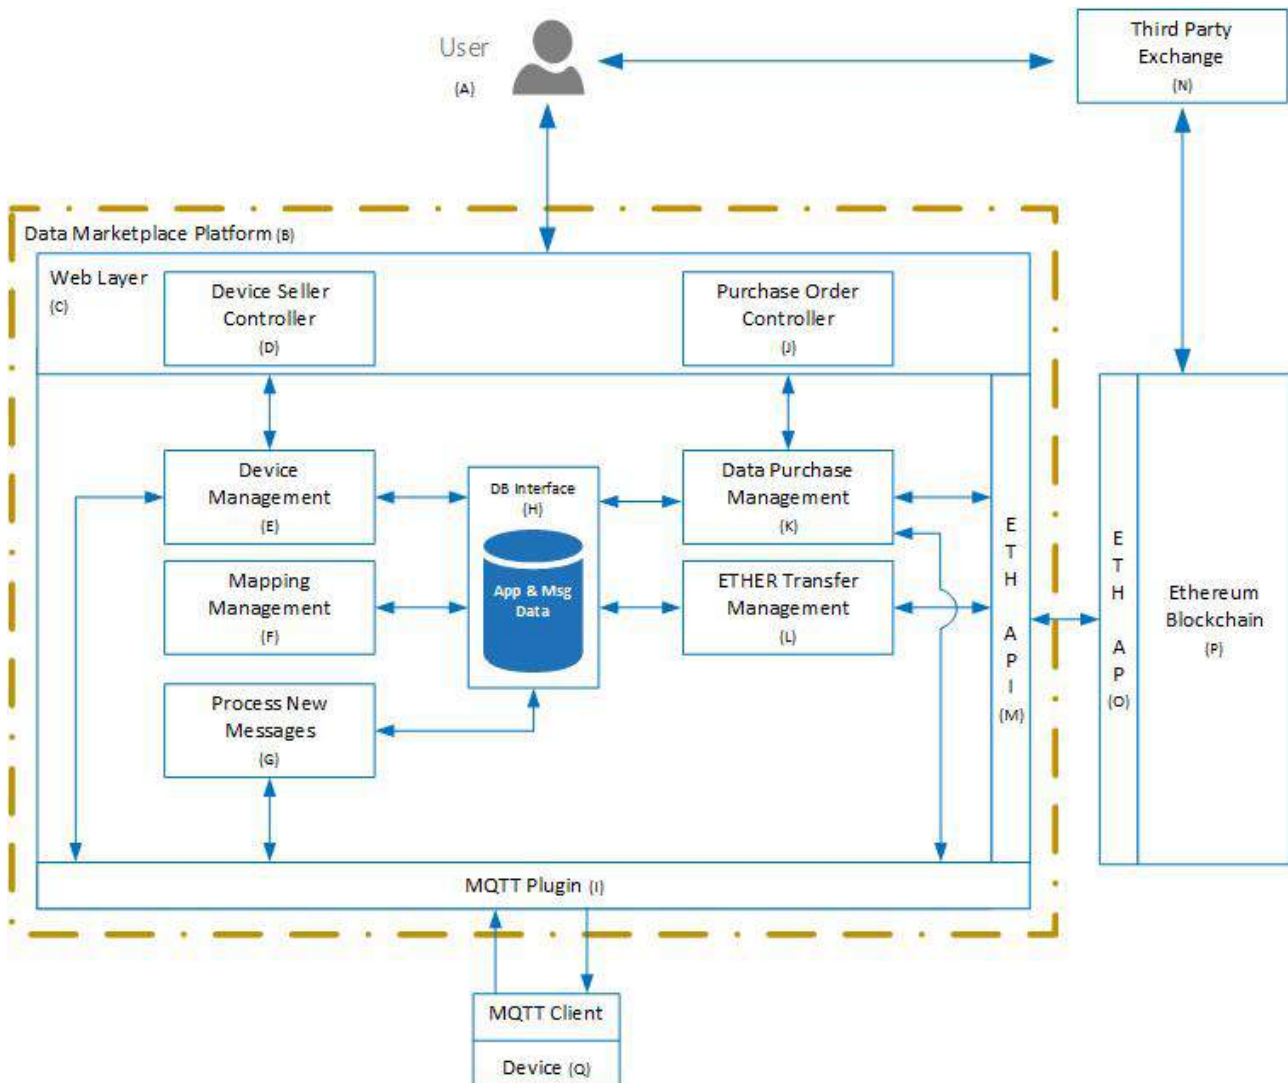 User
(A)
Third Party
Exchange
(N)
Data Marketplace Platform (B)
Web Layer
(C)
Device Seller
Controller
(D)
Purchase Order
Controller
(J)
Device
Management
(E)
DB Interface
(H)
Data Purchase
Management
(K)
Mapping
Management
(F)
App & Msg
Data
ETHER Transfer
Management
(L)
Process New
Messages
(G)
E
T
H
A
P
I
(M)
E
T
H
A
P
(O)
Ethereum
Blockchain
(P)
MQTT Plugin (I)
MQTT Client
Device (Q)